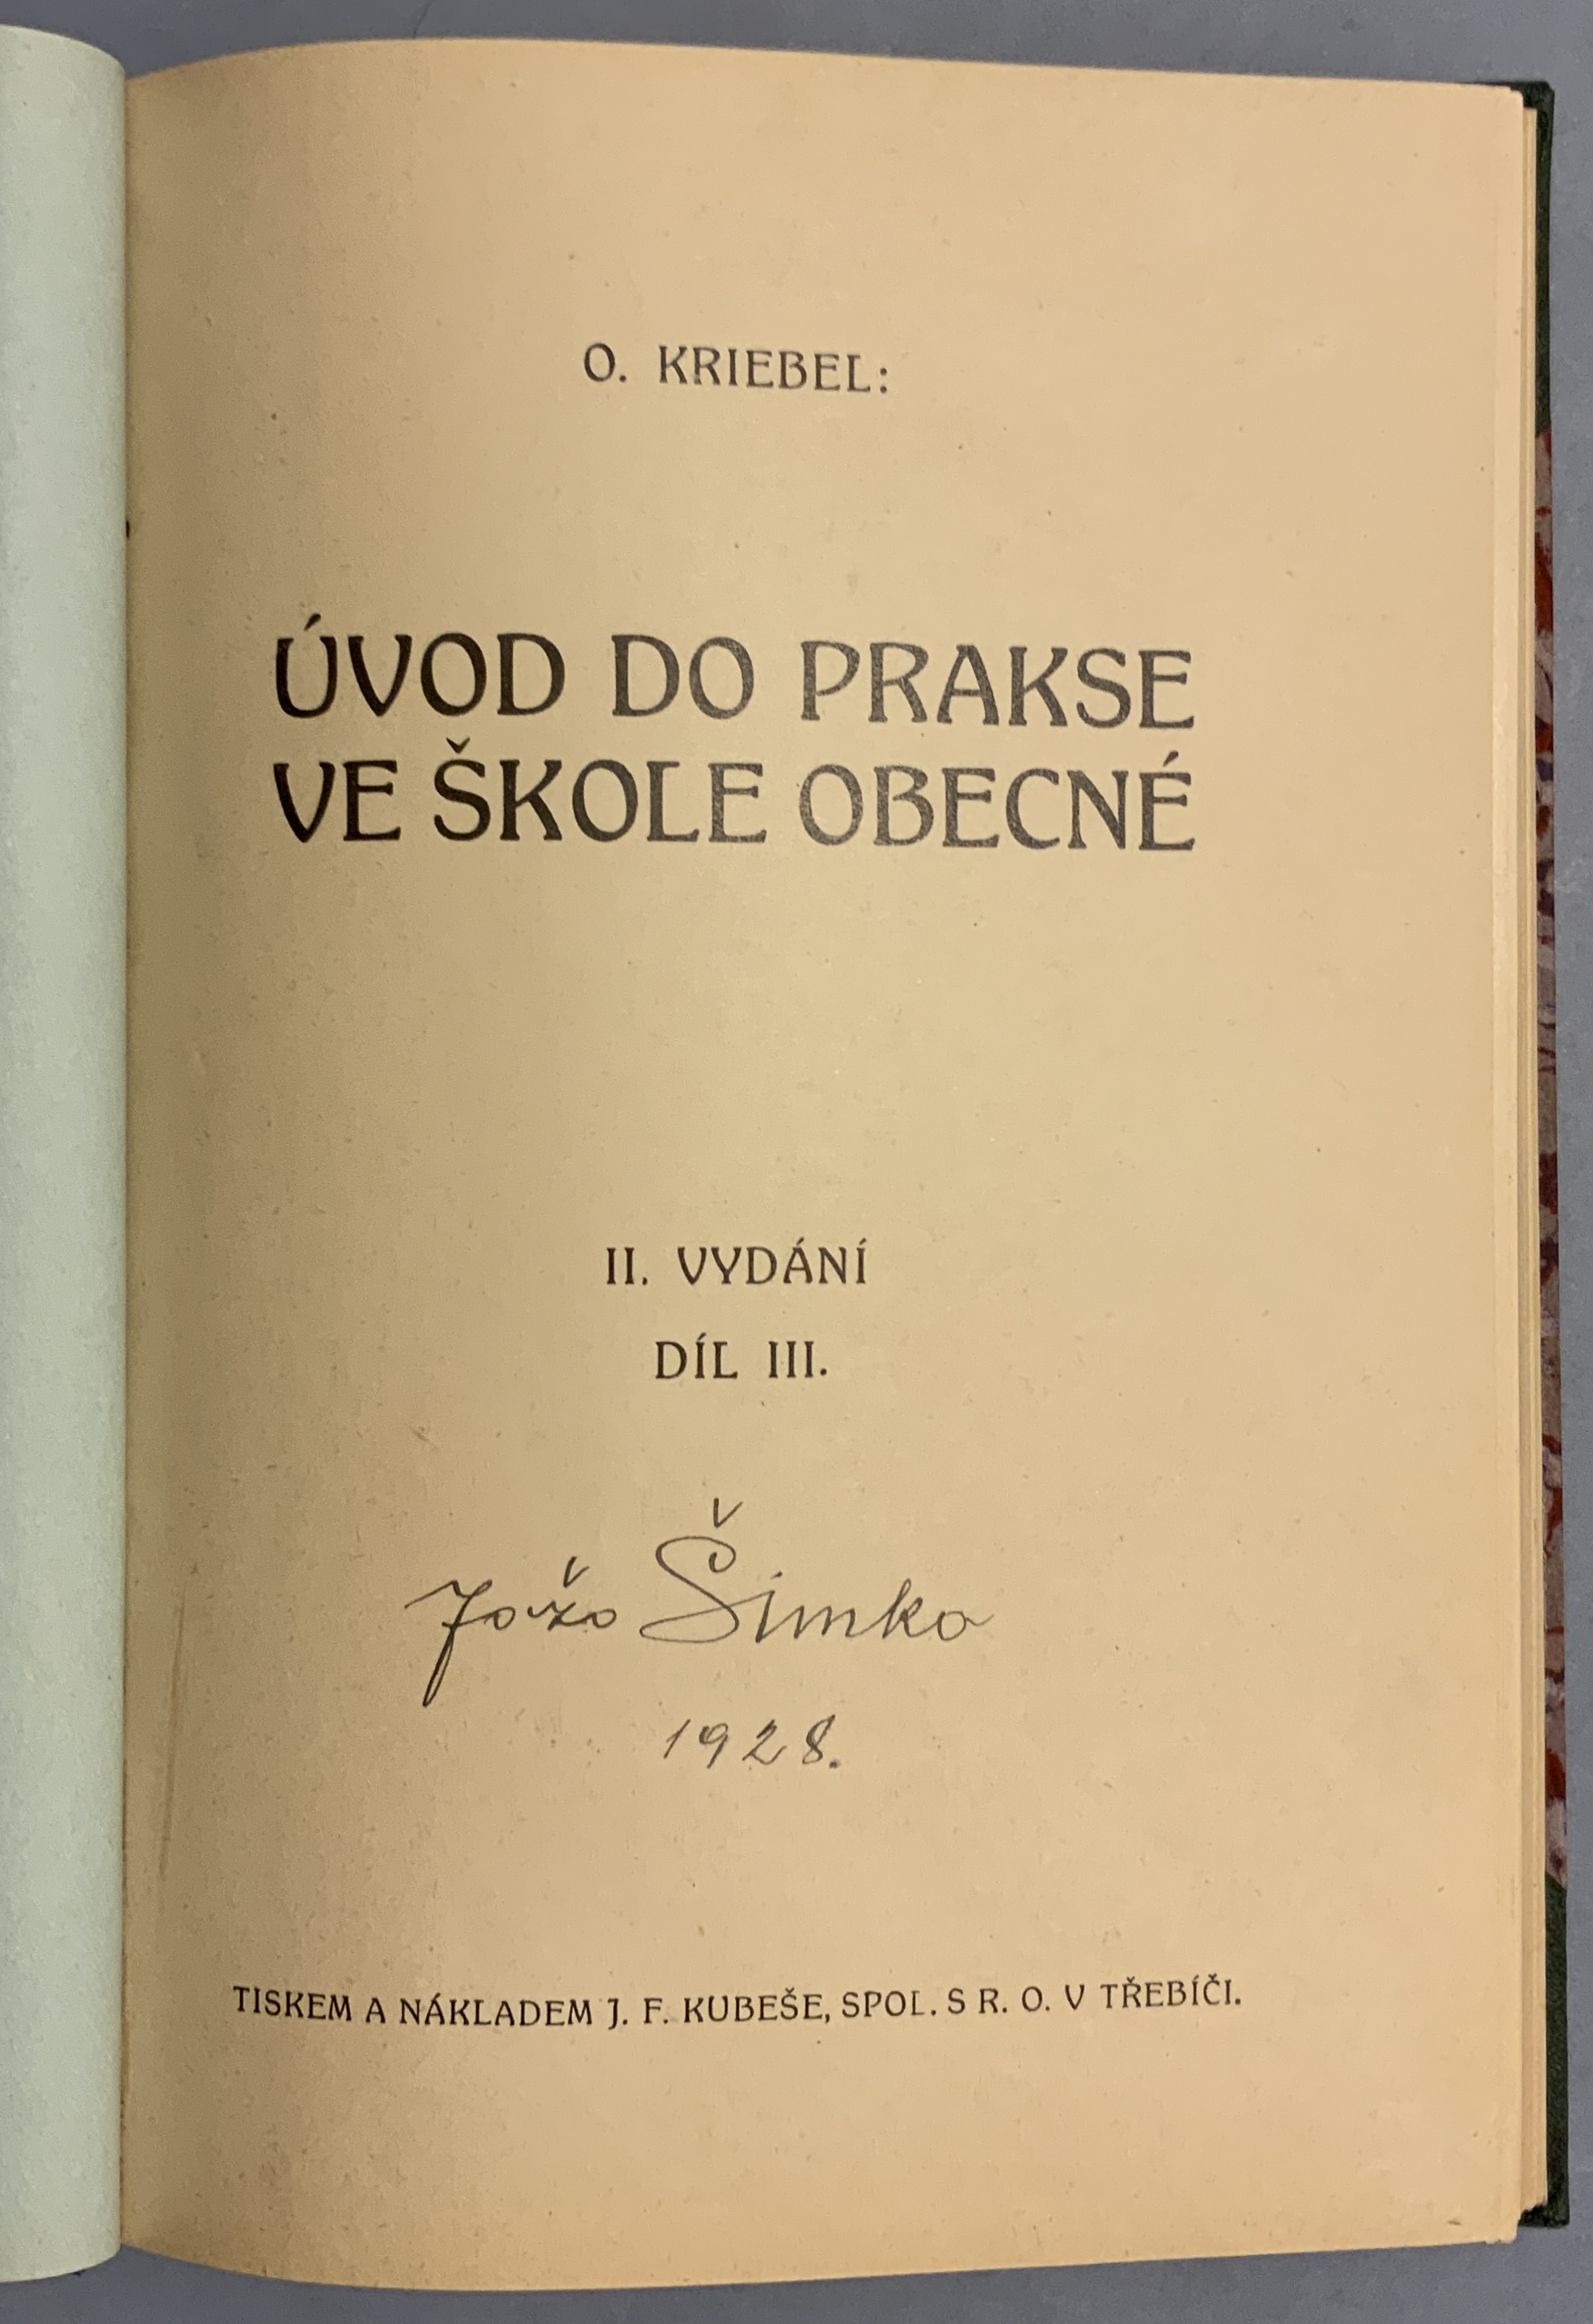 O. KRIEBEL:
ÚVOD DO PRAKSE
VE ŠKOLE OBECNÉ
II. VYDÁNÍ
DÍL III.
Jožo Šimko
1928.
TISKEM A NÁKLADEM J. F. KUBEŠE, SPOL. S R. O. V TŘEBÍČI.